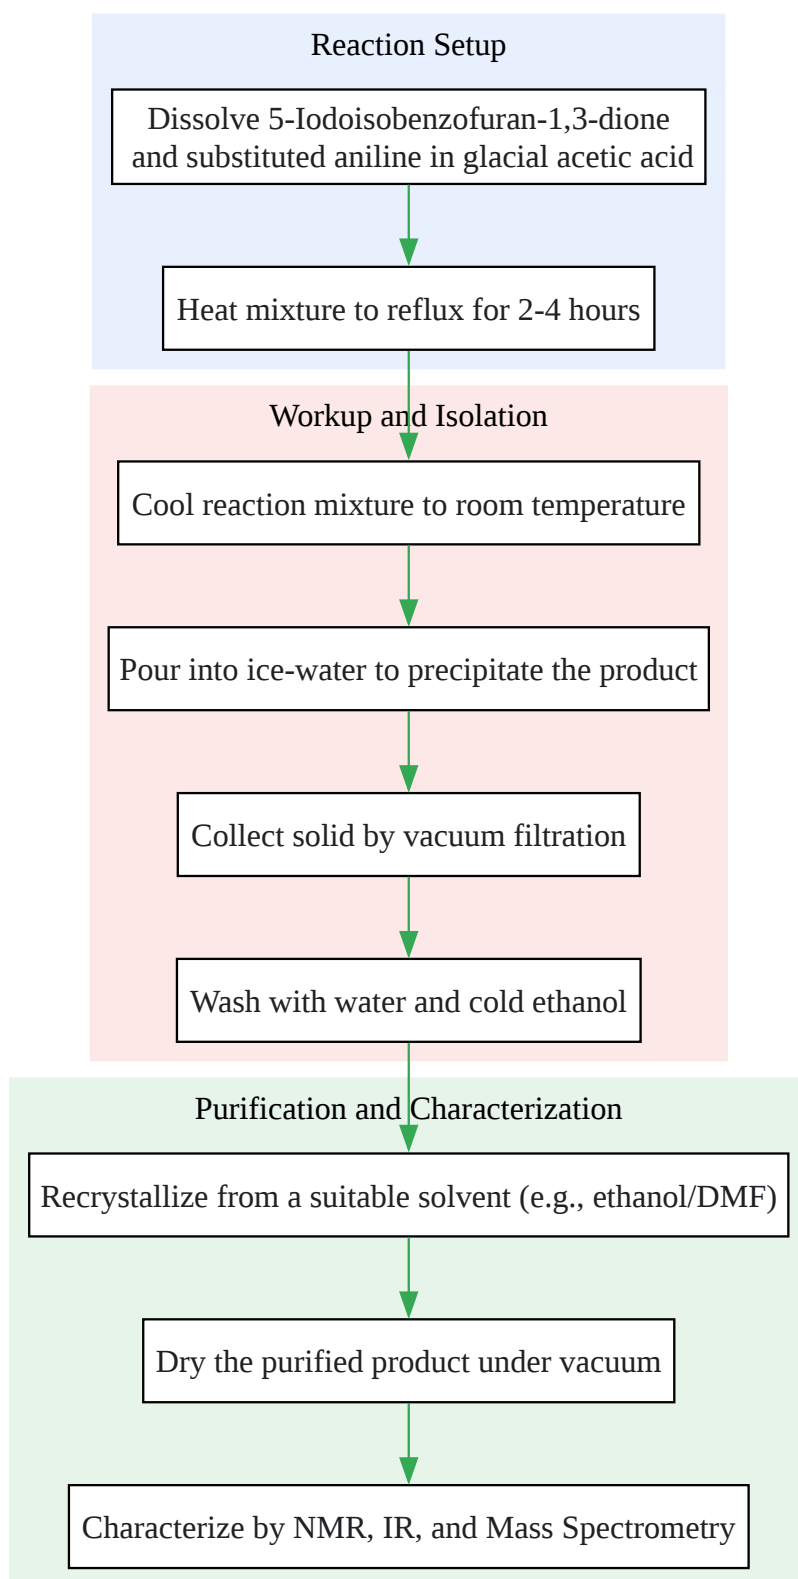 Reaction Setup
Dissolve 5-Iodoisobenzofuran-1,3-dione
and substituted aniline in glacial acetic acid
Heat mixture to reflux for 2-4 hours
Workup and Isolation
Cool reaction mixture to room temperature
Pour into ice-water to precipitate the product
Collect solid by vacuum filtration
Wash with water and cold ethanol
Purification and Characterization
Recrystallize from a suitable solvent (e.g., ethanol/DMF)
Dry the purified product under vacuum
Characterize by NMR, IR, and Mass Spectrometry